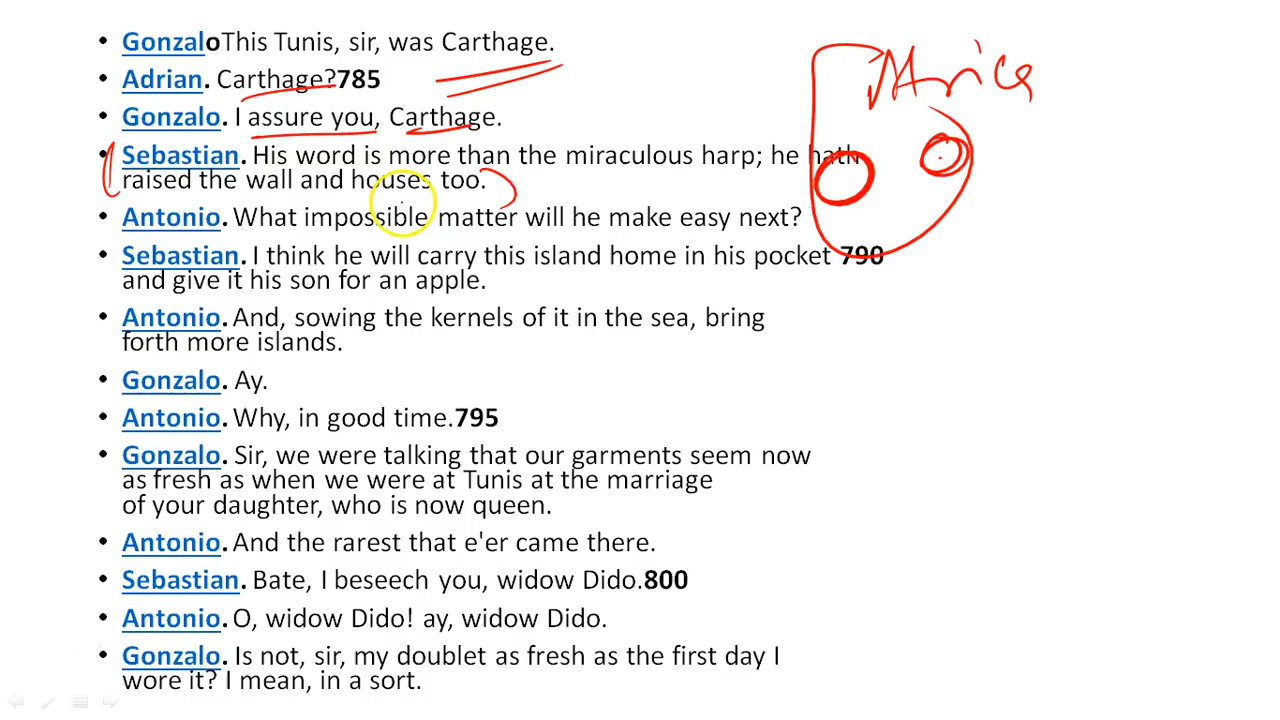 • GonzaloThis Tunis, sir, was Carthage.
Africa
• Adrian. Carthage?785
• Gonzalo. I assure you, Carthage.
• Sebastian. His word is more than the miraculous harp; he hath
raised the wall and houses too.
• Antonio. What impossible matter will he make easy next?
• Sebastian. I think he will carry this island home in his pocket 790
and give it his son for an apple.
• Antonio. And, sowing the kernels of it in the sea, bring
forth more islands.
• Gonzalo. Ay.
• Antonio. Why, in good time.795
• Gonzalo. Sir, we were talking that our garments seem now
as fresh as when we were at Tunis at the marriage
of your daughter, who is now queen.
• Antonio. And the rarest that e'er came there.
• Sebastian. Bate, I beseech you, widow Dido.800
• Antonio. O, widow Dido! ay, widow Dido.
• Gonzalo. Is not, sir, my doublet as fresh as the first day I
wore it? I mean, in a sort.